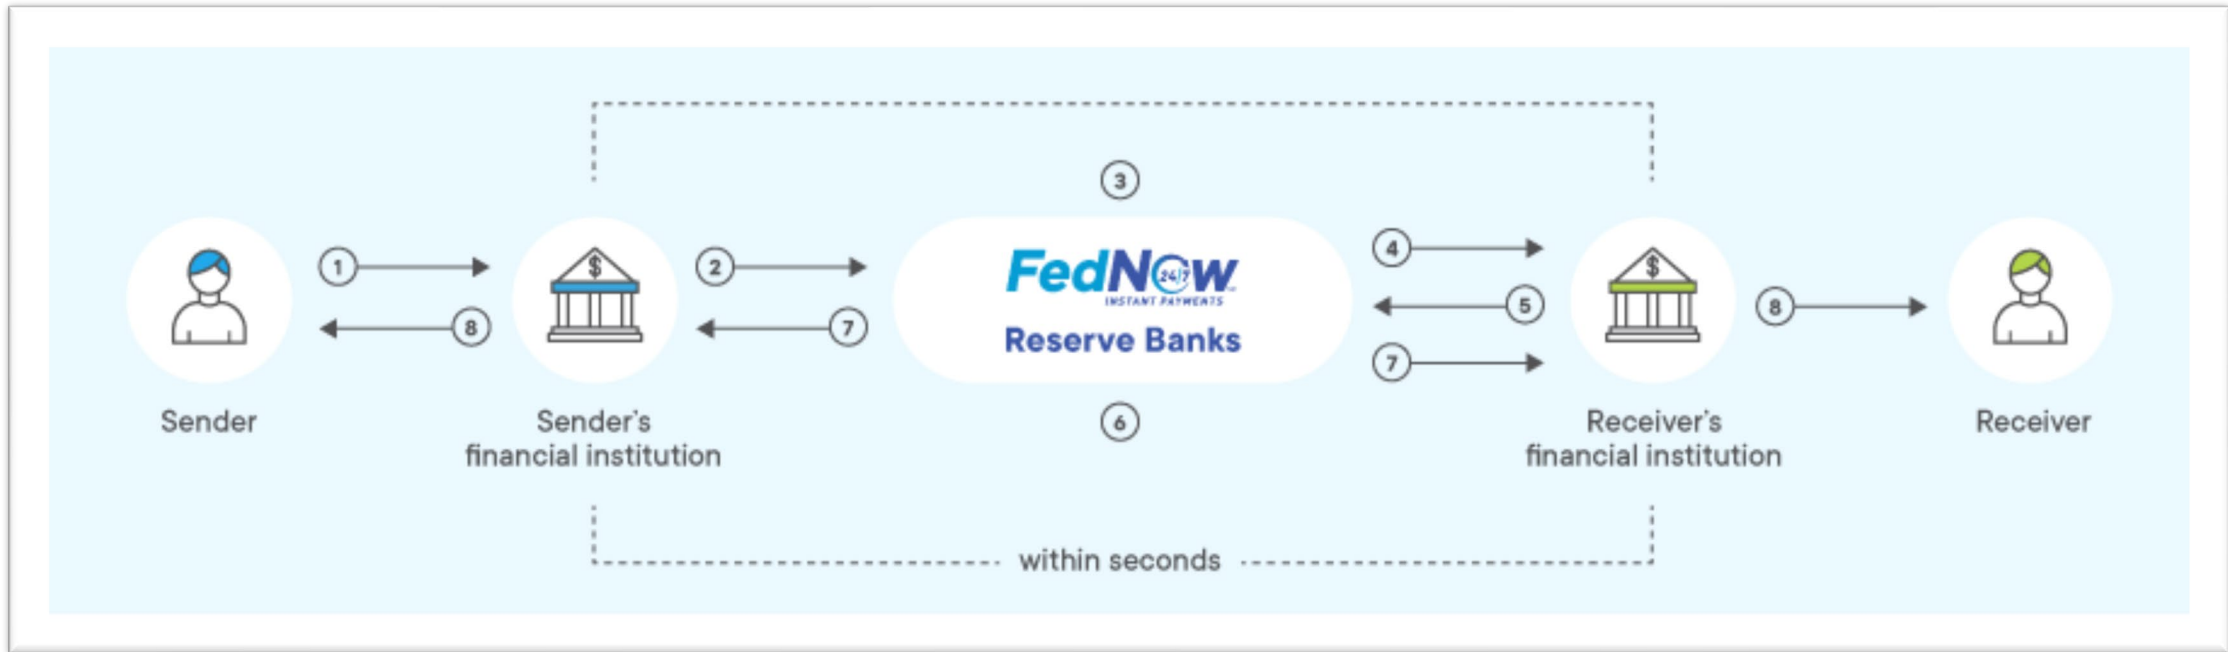 3
1
2
4
FedNow
24/7
INSTANT PAYMENTS
Reserve Banks
8
7
5
8
7
Sender
Sender's
financial institution
6
Receiver's
financial institution
Receiver
within seconds
$
$